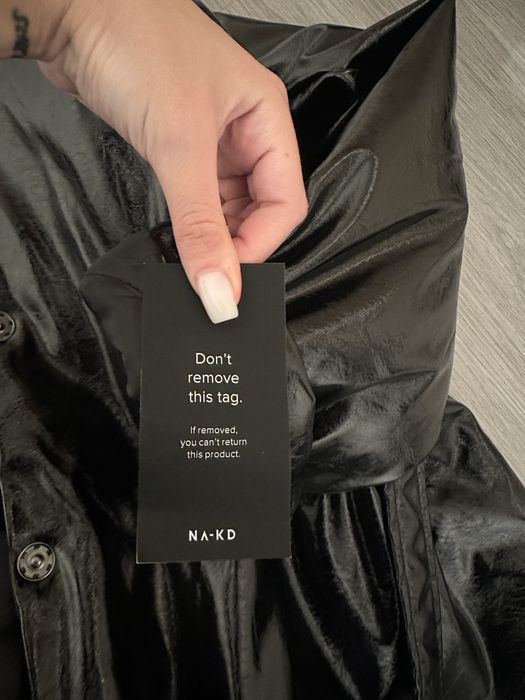 Don't
remove
this tag.
If removed,
you can't return
this product.
NA-KD